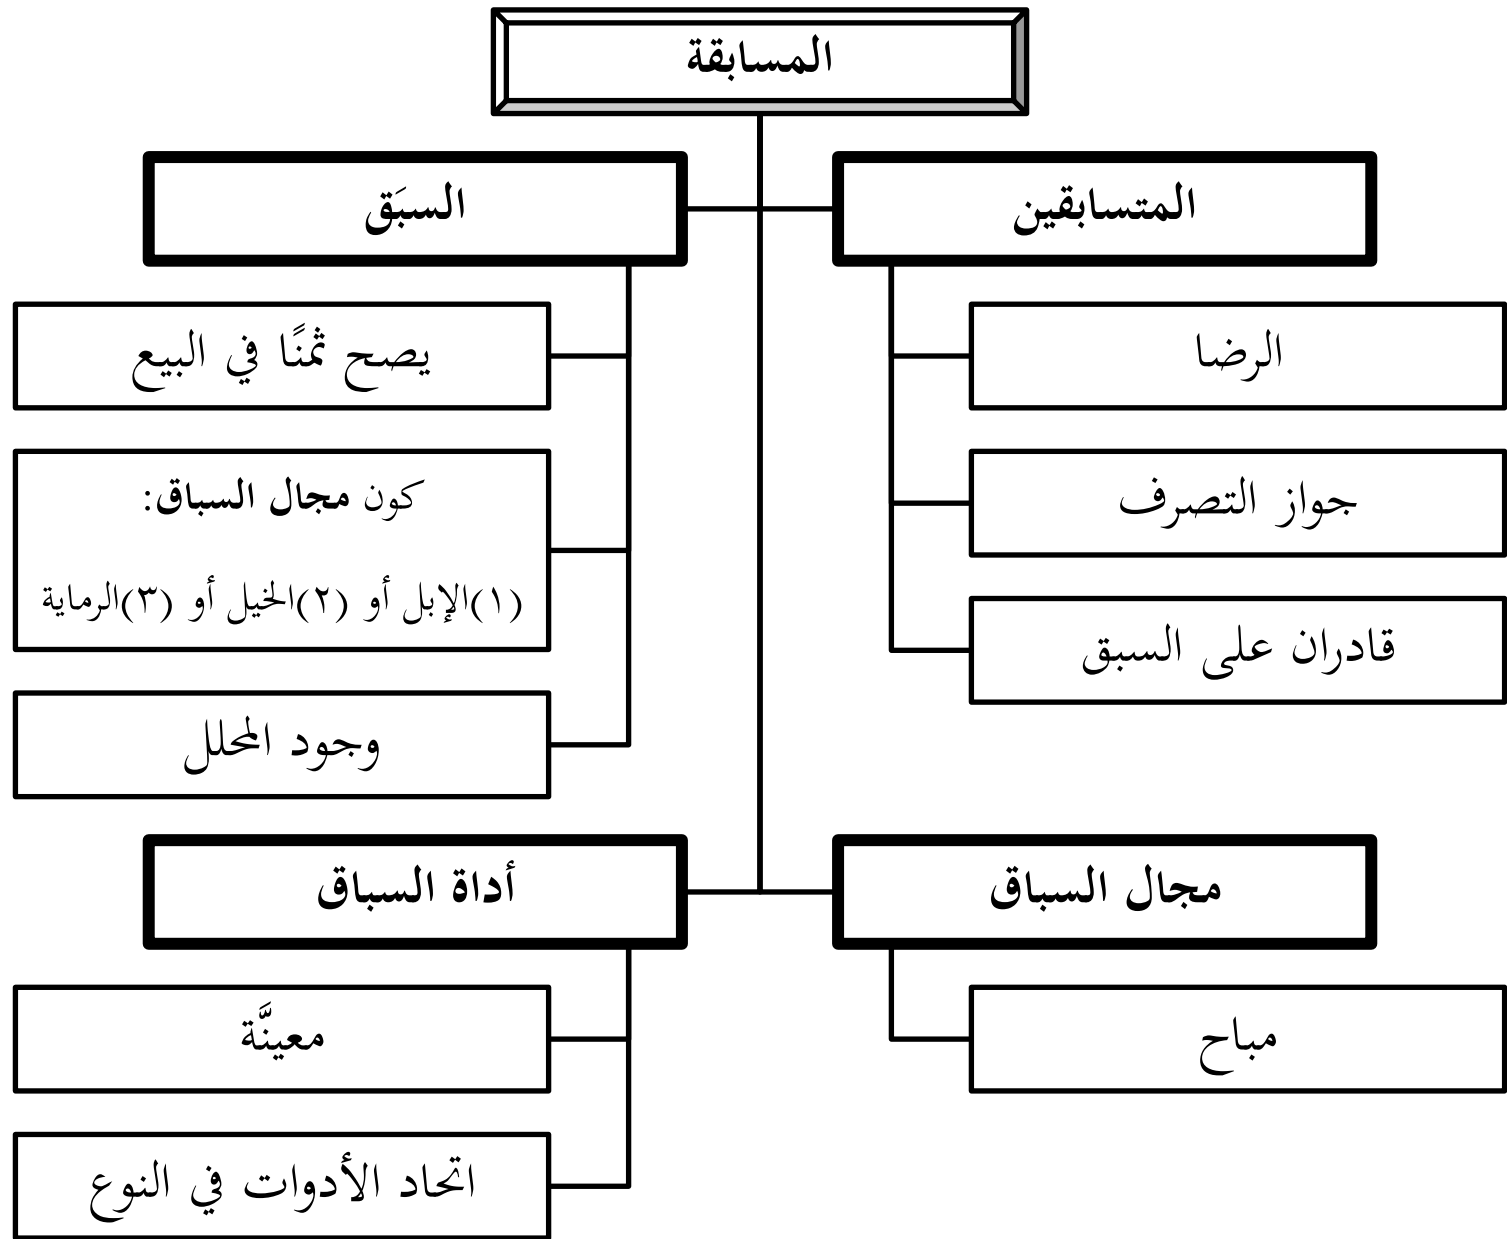 المسابقة
المتسابقين
الرضا
جواز التصرف
قادران على السبق
السبَق
يصح ثمنًا في البيع
كون مجال السباق:
(١)الإبل أو (٢)الخيل أو (٣)الرماية
وجود المحلل
مجال السباق
مباح
أداة السباق
معينَّة
اتحاد الأدوات في النوع